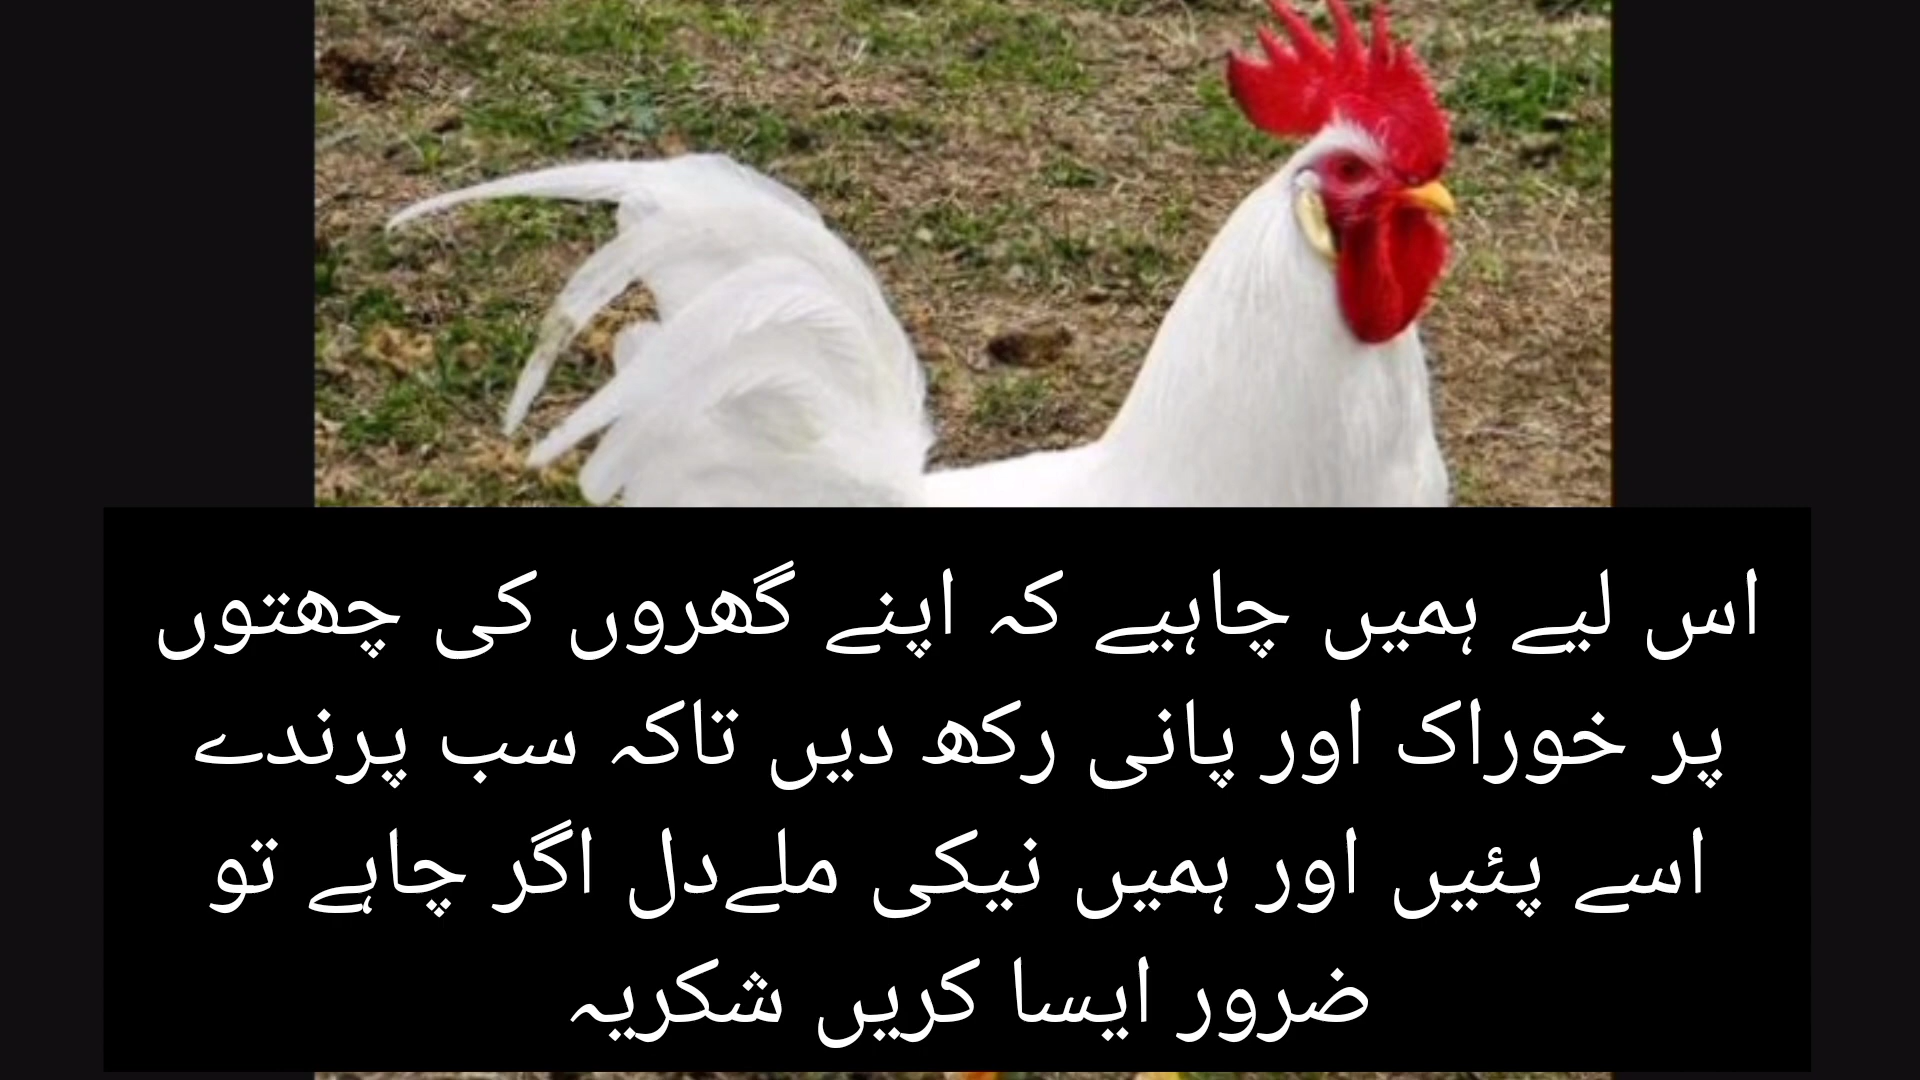 اس لیے ہمیں چاہیے کہ اپنے گھروں کی چھتوں
پر خوراک اور پانی رکھ دیں تاکہ سب پرندے
اسے پئیں اور ہمیں نیکی ملےدل اگر چاہے تو
ضرور ایسا کریں شکریہ